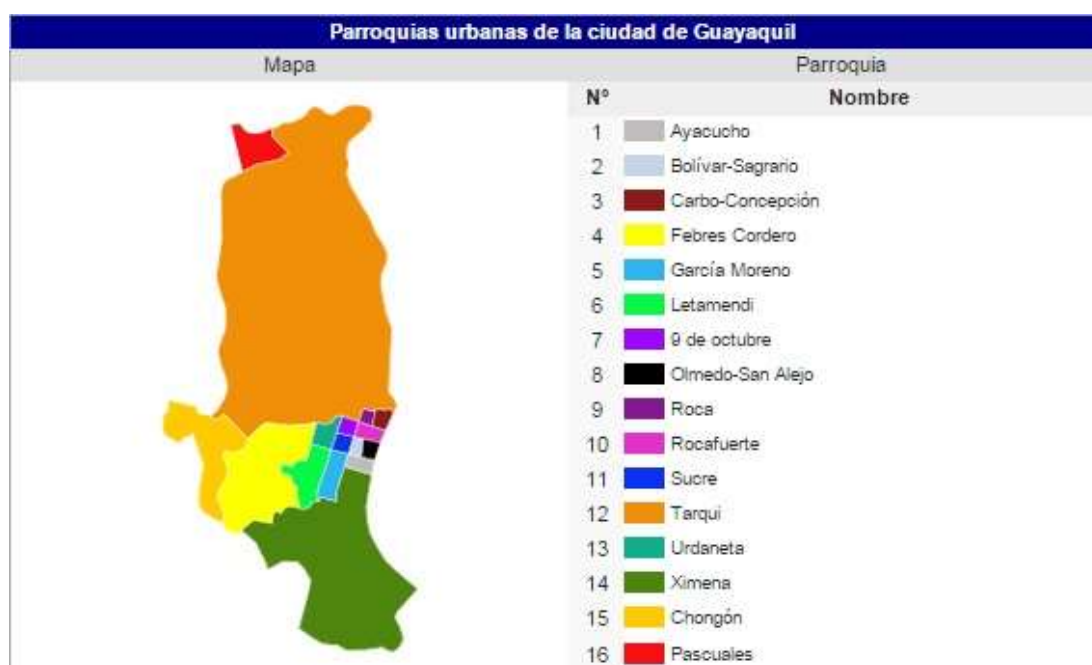 Parroquias urbanas de la ciudad de Guayaquil
Mapa Parroquia
Nº Nombre
1 Ayacucho
2 Bolívar-Sagrario
3 Carbo-Concepción
4 Febres Cordero
5 García Moreno
6 Letamendi
7 9 de octubre
8 Olmedo-San Alejo
9 Roca
10 Rocafuerte
11 Sucre
12 Tarqui
13 Urdaneta
14 Ximena
15 Chongón
16 Pascuales